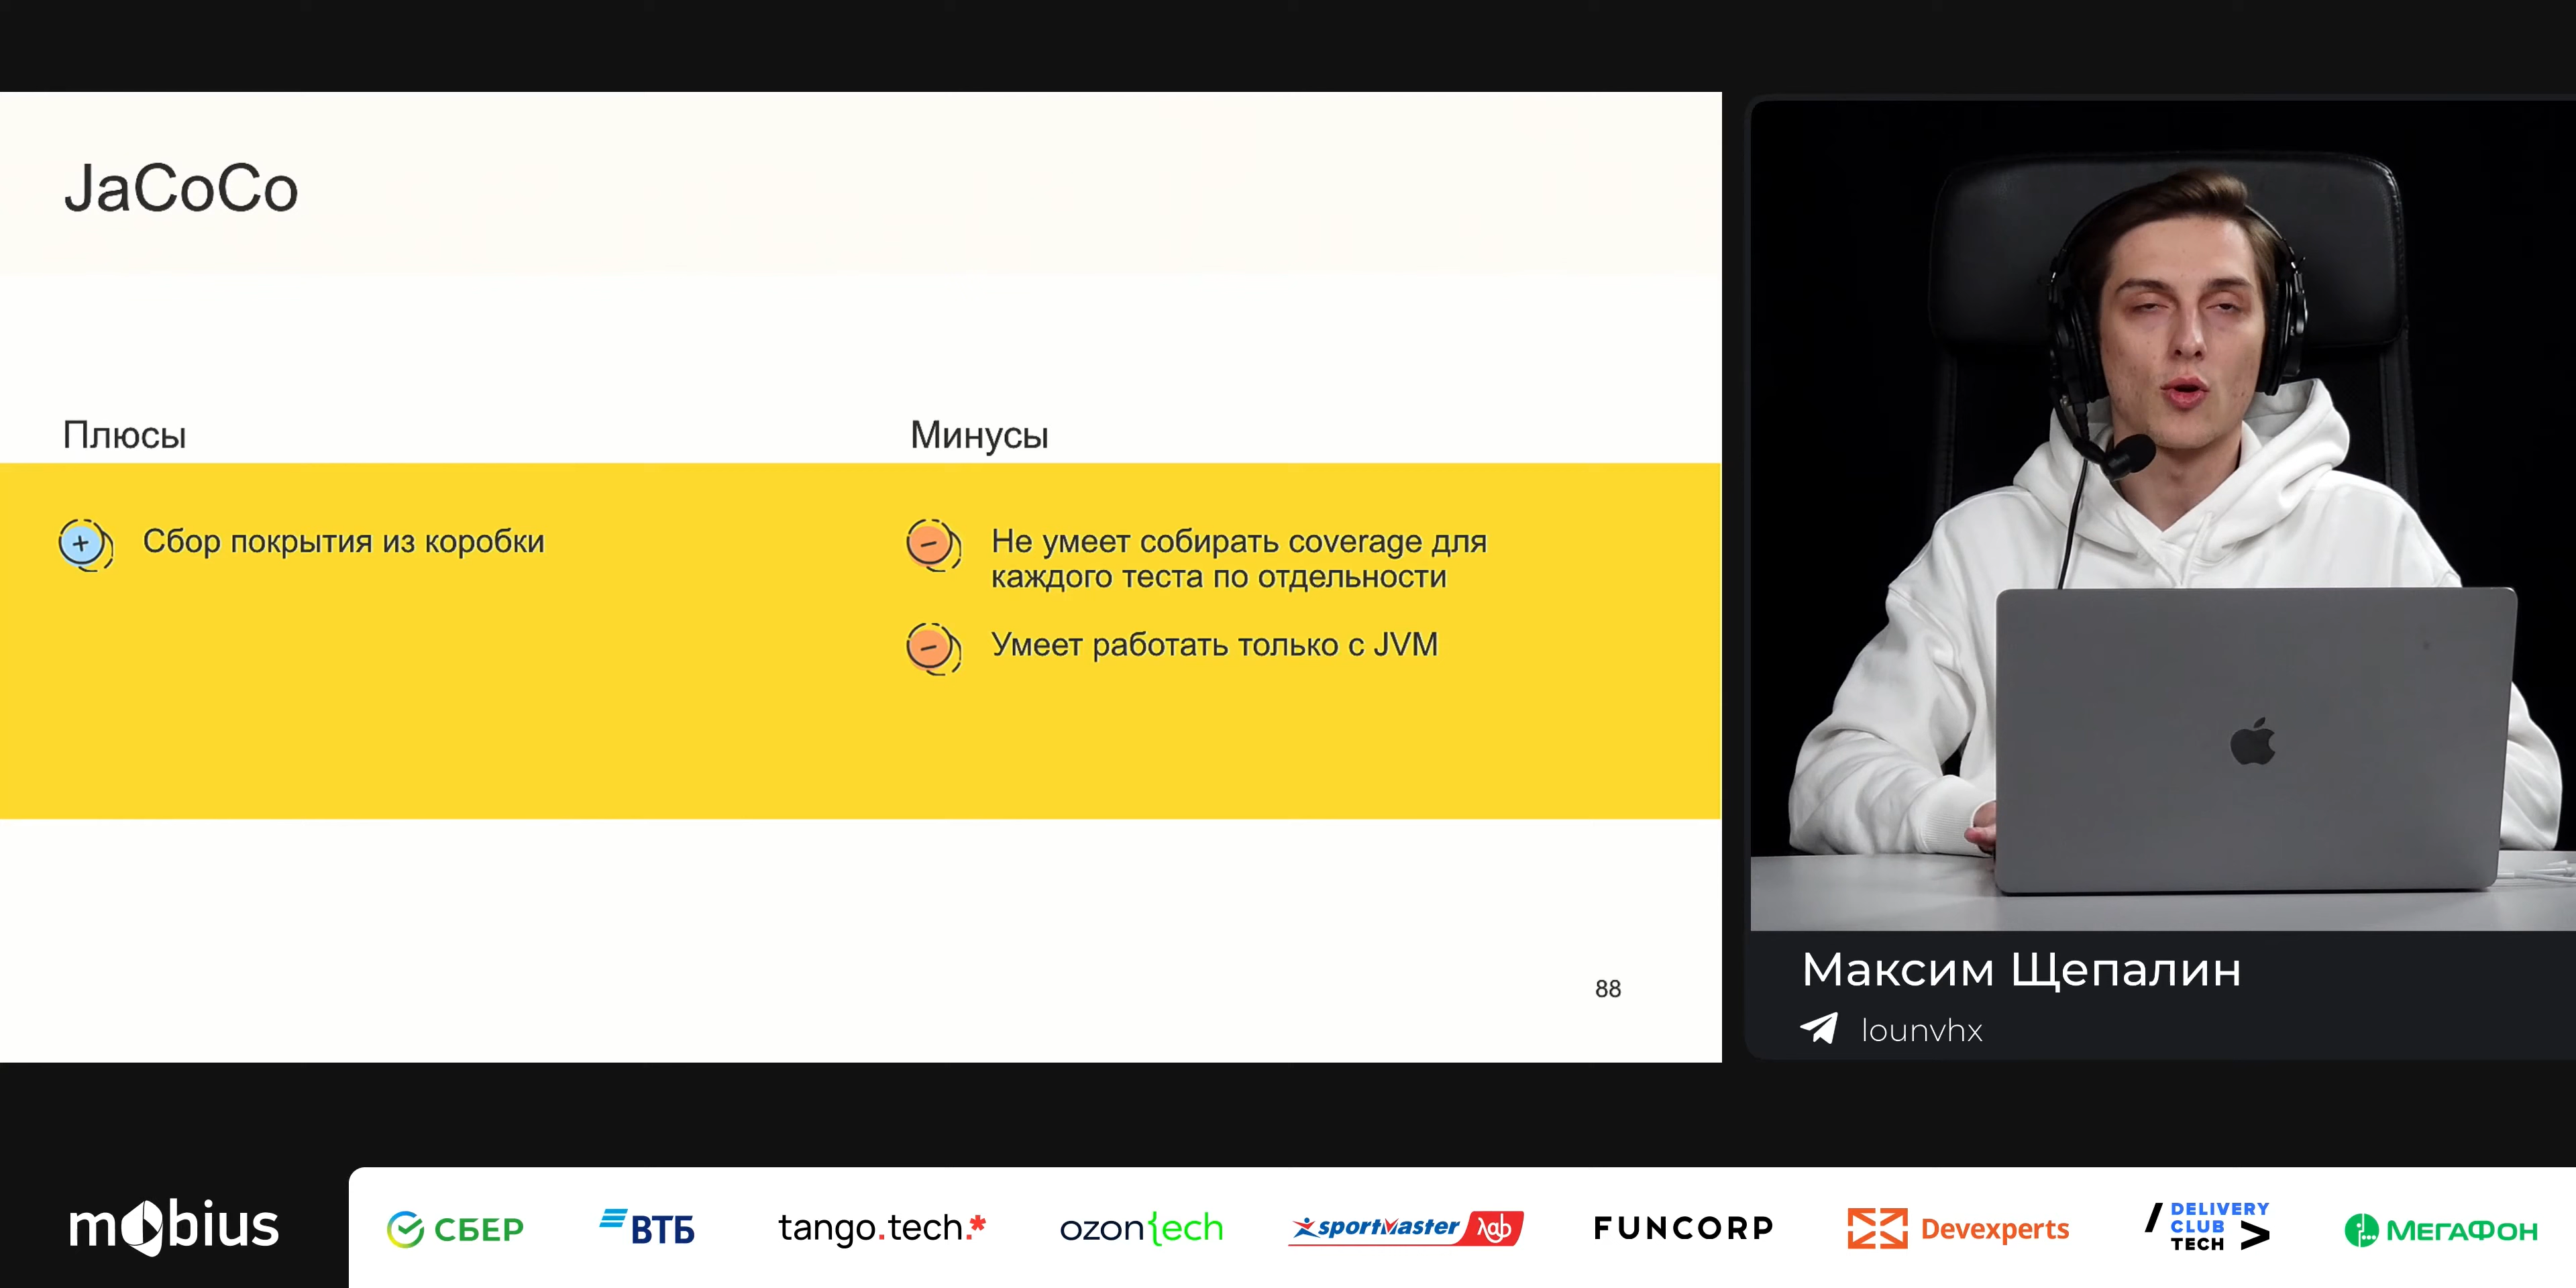 JaCoCo
Плюсы
Минусы
Сбор покрытия из коробки
Не умеет собирать coverage для
каждого теста по отдельности
Умеет работать только с JVM
88
Максим Щепалин
lounvhx
mobius
СБЕР
ВТБ
tango.tech.*
ozon{ech
sportmaster lab
FUNCORP
Devexperts
/ DELIVERY
CLUB
TECH >
МЕГАФОН